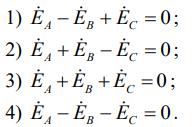 1) Ė_A − Ė_B + Ė_C = 0;
2) Ė_A + Ė_B − Ė_C = 0;
3) Ė_A + Ė_B + Ė_C = 0;
4) Ė_A − Ė_B − Ė_C = 0.